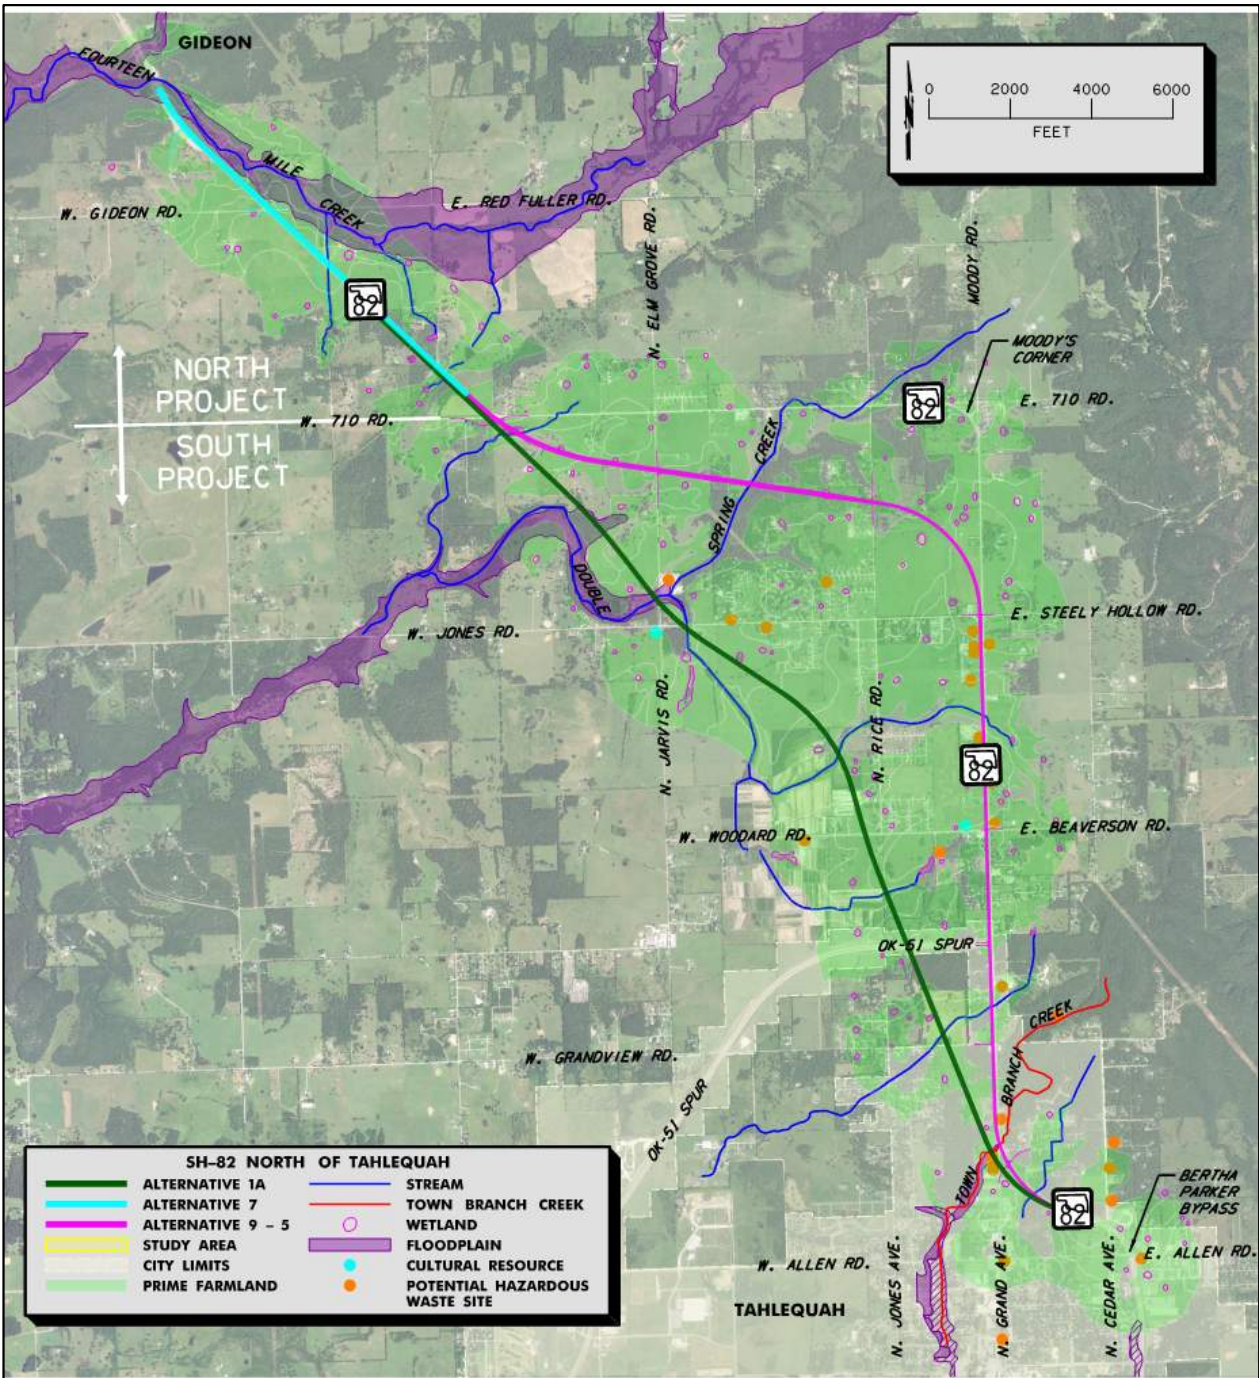 GIDEON
FOURTEEN
MILE
CREEK
0 2000 4000 6000
FEET
W. GIDEON RD.
E. RED FULLER RD.
N. ELM GROVE RD.
MOODY RD.
82
MOODY'S
CORNER
NORTH
PROJECT
W. 710 RD.
SOUTH
PROJECT
82
E. 710 RD.
SPRING
CREEK
DOUBLE
W. JONES RD.
E. STEELY HOLLOW RD.
N. JARVIS RD.
N. RICE RD.
82
W. WOODARD RD.
E. BEAVERSON RD.
OK-51 SPUR
W. GRANDVIEW RD.
OK-51 SPUR
TOWN
BRANCH
CREEK
BERTHA
PARKER
BYPASS
82
W. ALLEN RD.
E. ALLEN RD.
N. JONES AVE.
N. GRAND AVE.
N. CEDAR AVE.
TAHLEQUAH
SH-82 NORTH OF TAHLEQUAH
ALTERNATIVE 1A
ALTERNATIVE 7
ALTERNATIVE 9 - 5
STUDY AREA
CITY LIMITS
PRIME FARMLAND
STREAM
TOWN BRANCH CREEK
WETLAND
FLOODPLAIN
CULTURAL RESOURCE
POTENTIAL HAZARDOUS
WASTE SITE